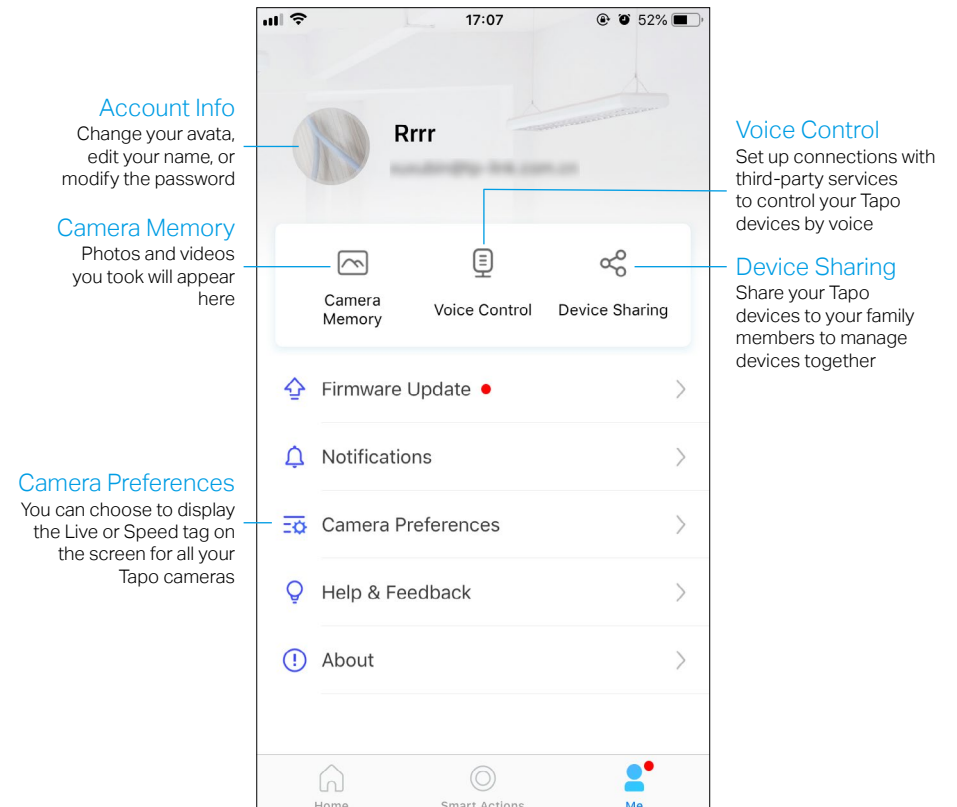 17:07
52%
Account Info
Change your avata,
edit your name, or
modify the password
Rrrr
Voice Control
Set up connections with
third-party services
to control your Tapo
devices by voice
Camera Memory
Photos and videos
you took will appear
here
Device Sharing
Share your Tapo
devices to your family
members to manage
devices together
Camera
Memory
Voice Control
Device Sharing
Firmware Update
Notifications
Camera Preferences
You can choose to display
the Live or Speed tag on
the screen for all your
Tapo cameras
Camera Preferences
Help & Feedback
About
Home
Smart Actions
Me